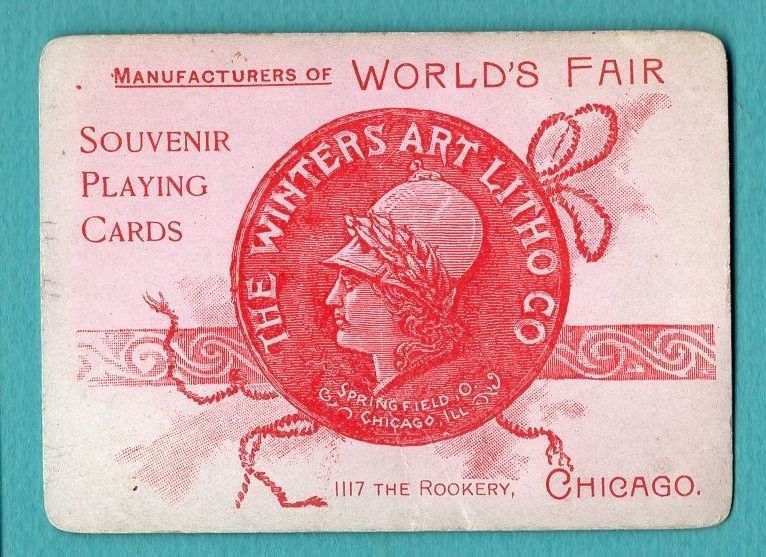 MANUFACTURERS OF WORLD'S FAIR
SOUVENIR
PLAYING
CARDS
THE WINTERS ART LITHO CO
SPRINGFIELD, O.
CHICAGO, ILL
1117 THE ROOKERY, CHICAGO.